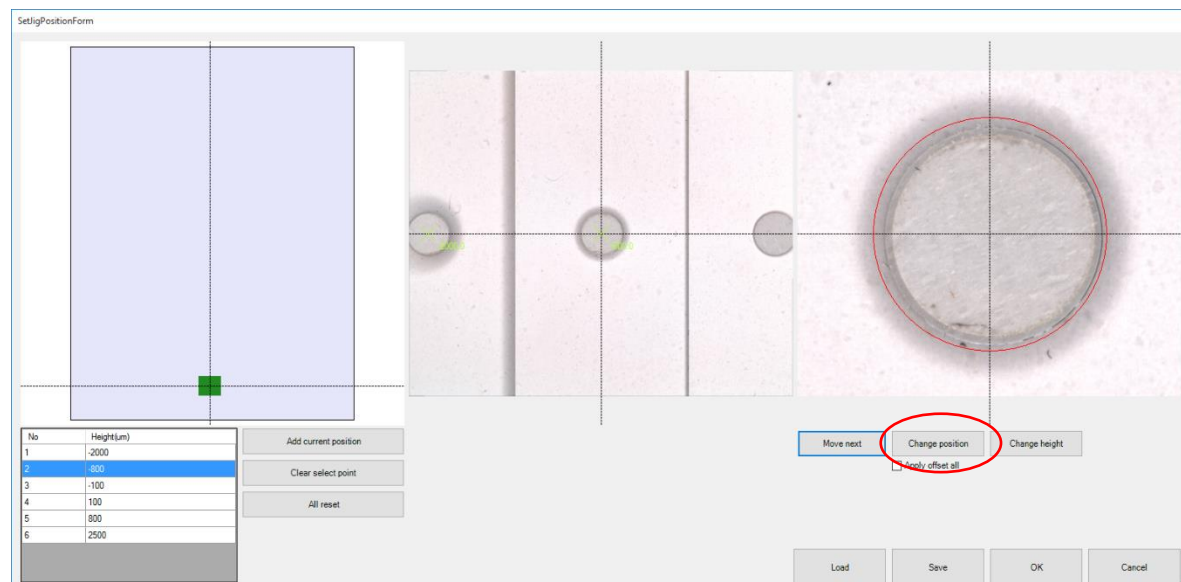 SetJigPositionForm
No Height(um)
1 -2000
2 -800
3 -100
4 100
5 800
6 2500
Add current position
Clear select point
All reset
Move next Change position Change height
Apply offset all
Load Save OK Cancel